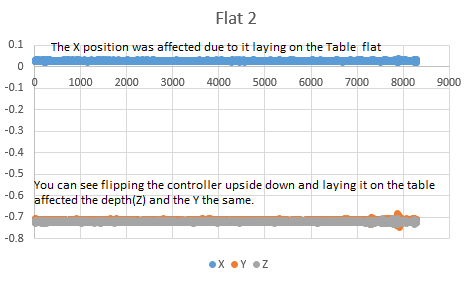 Flat 2
0.1
The X position was affected due to it laying on the Table  flat
0
0 1000 2000 3000 4000 5000 6000 7000 8000 9000
-0.1
-0.2
-0.3
-0.4
-0.5
You can see flipping the controller upside down and laying it on the table
-0.6
affected the depth(Z) and the Y the same.
-0.7
-0.8
X Y Z